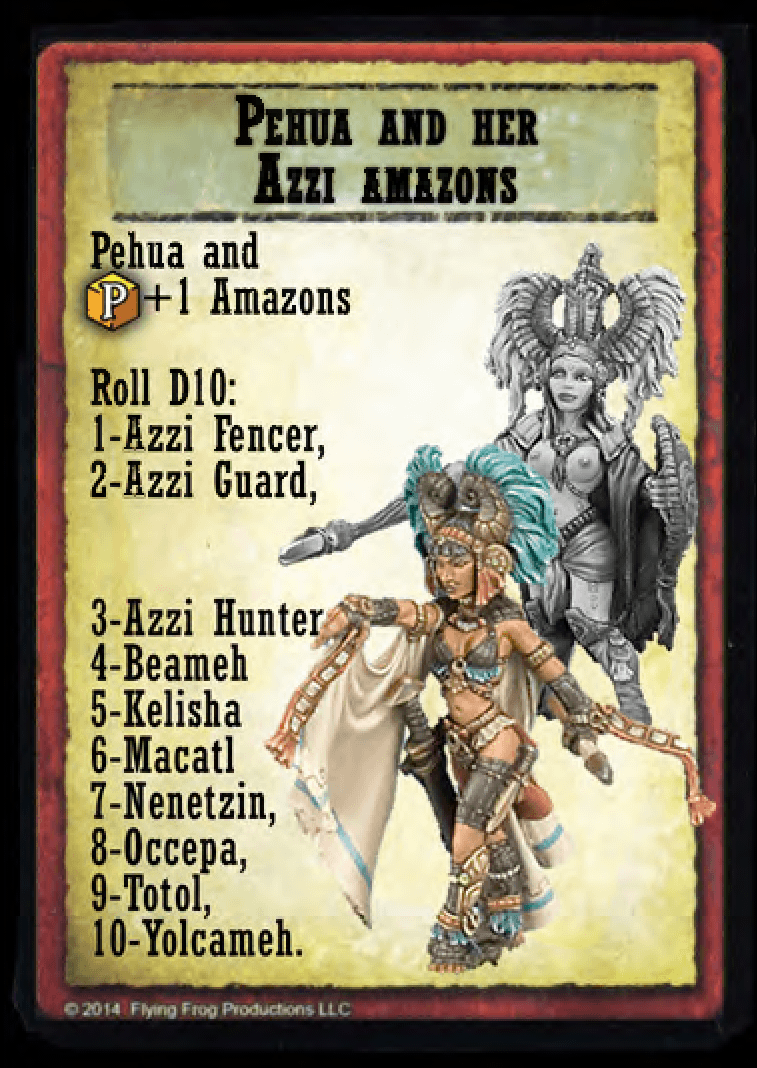 Pehua and her
Azzi amazons
Pehua and
P+1 Amazons
Roll D10:
1-Azzi Fencer,
2-Azzi Guard,
3-Azzi Hunter
4-Beameh
5-Kelisha
6-Macatl
7-Nenetzin,
8-Occepa,
9-Totol,
10-Yolcameh.
© 2014 Flying Frog Productions LLC